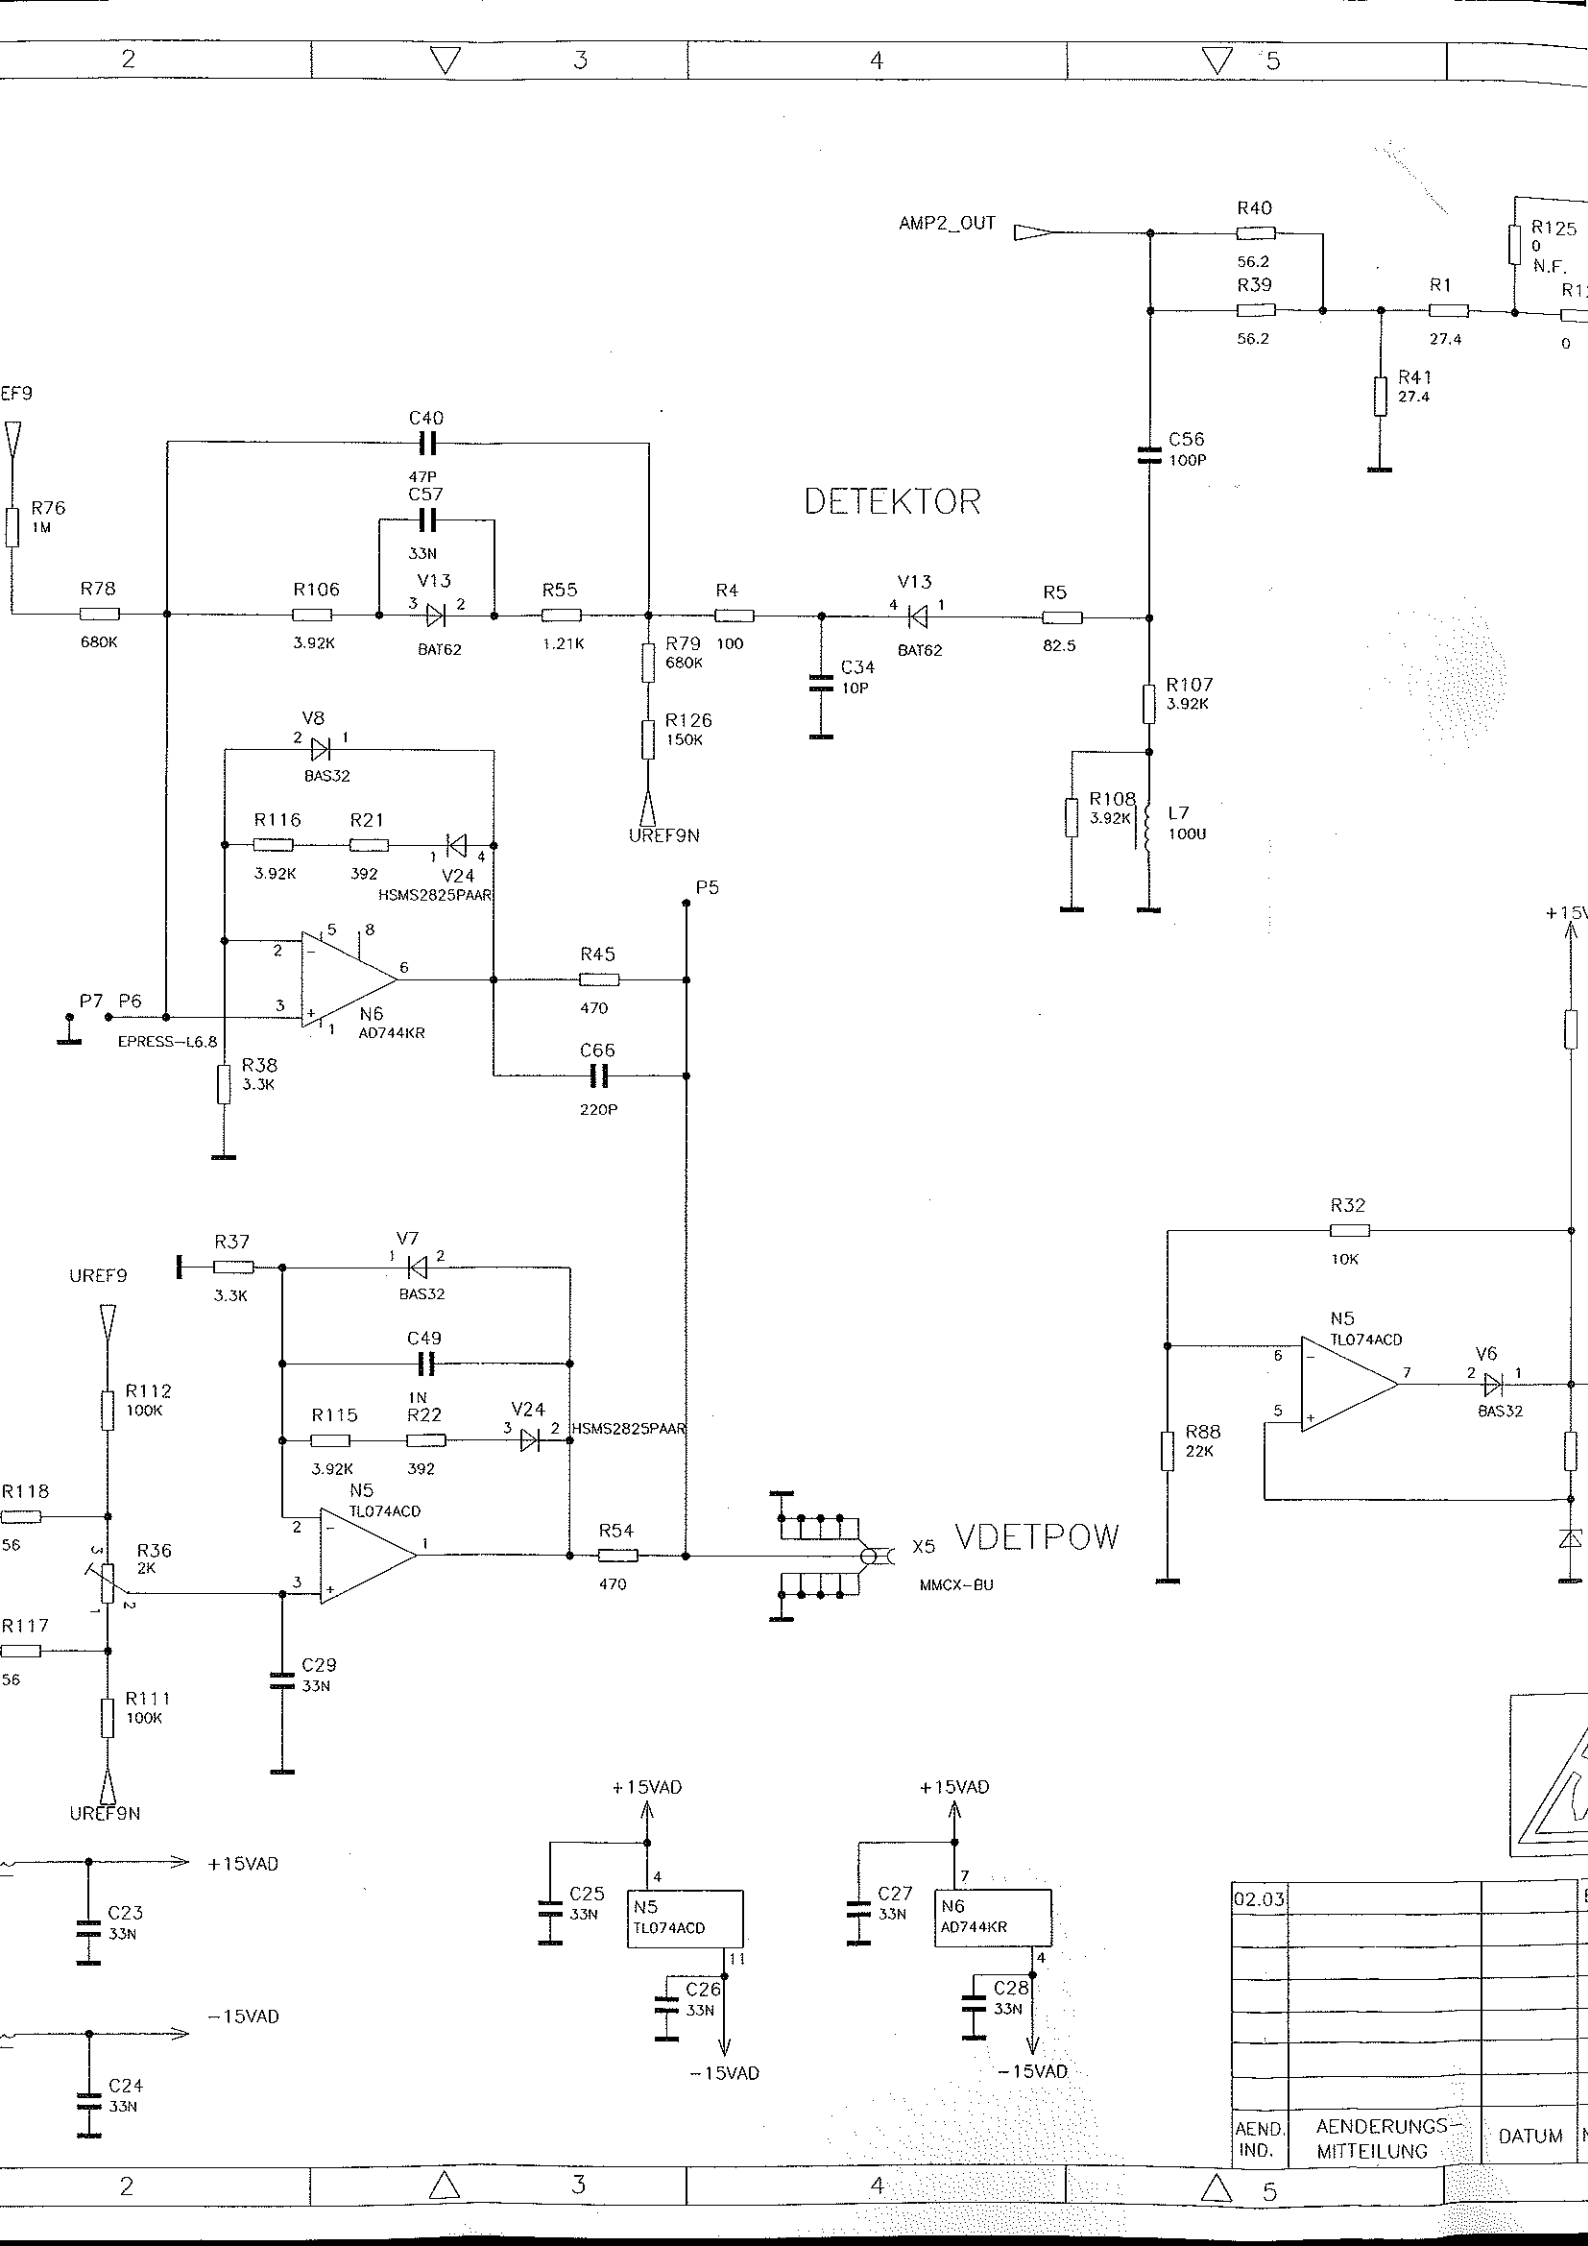 2 3 4 5
AMP2_OUT
R40
56.2
R39
56.2
R125
0
N.F.
R1
27.4
0
R41
27.4
EF9
C40
47P
C57
33N
DETEKTOR
C56
100P
R76
1M
R78
680K
R106
3.92K
V13
3 2
BAT62
R55
1.21K
R4
100
V13
4 1
BAT62
R5
82.5
R79
680K
C34
10P
R107
3.92K
R126
150K
UREF9N
V8
2 1
BAS32
R108
3.92K
L7
100U
R116
3.92K
R21
392
1 4
V24
HSMS2825PAAR
P5
+15V
2
-
5
8
6
3
+
1
N6
AD744KR
R45
470
P7 P6
EPRESS-L6.8
R38
3.3K
C66
220P
R37
3.3K
V7
1 2
BAS32
R32
10K
UREF9
C49
1N
N5
TL074ACD
6
-
7
5
+
V6
2 1
BAS32
R112
100K
R115
3.92K
R22
392
V24
3 2
HSMS2825PAAR
R88
22K
R118
56
N5
TL074ACD
2
-
1
3
+
R54
470
X5 VDETPOW
MMCX-BU
3
R36
2K
1
2
R117
56
C29
33N
R111
100K
UREF9N
+15VAD
+15VAD
+15VAD
C23
33N
C25
33N
4
N5
TL074ACD
11
C26
33N
-15VAD
C27
33N
7
N6
AD744KR
4
C28
33N
-15VAD
-15VAD
C24
33N
02.03
AEND.
IND.
AENDERUNGS-
MITTEILUNG
DATUM
2 3 4 5